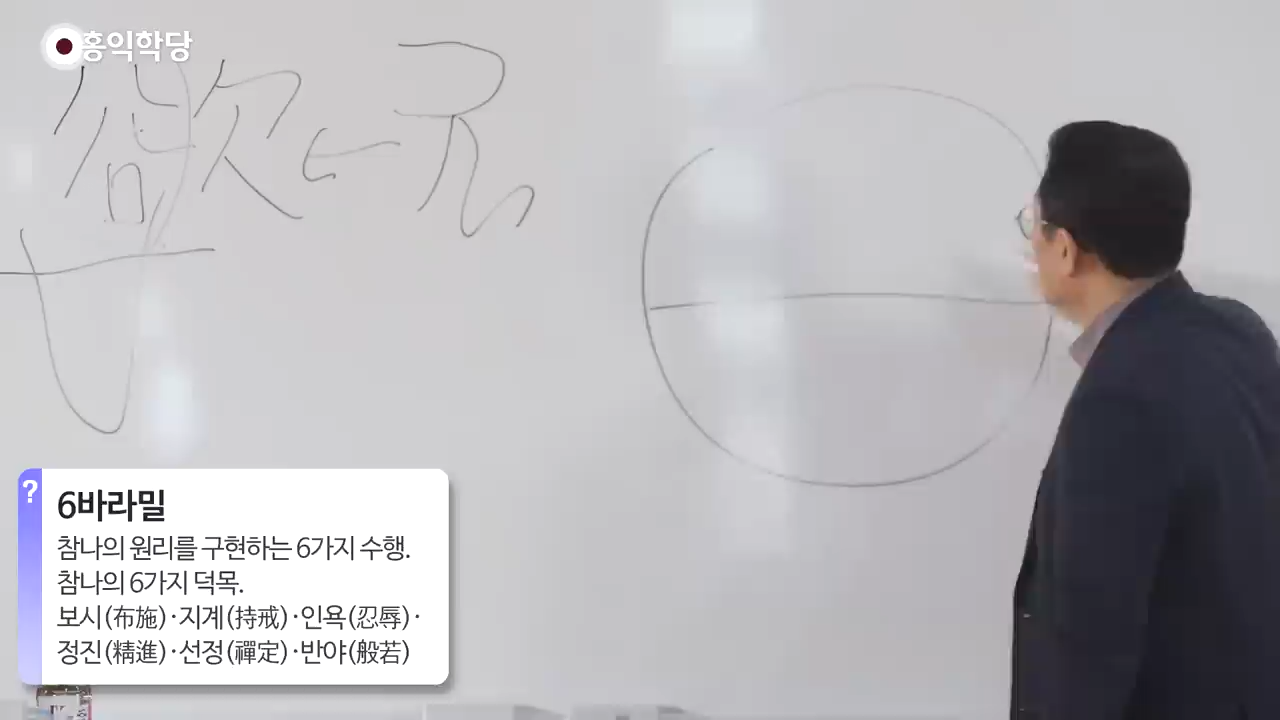 홍익학당
欲
6바라밀
참나의 원리를 구현하는 6가지 수행.
참나의 6가지 덕목.
보시(布施)·지계(持戒)·인욕(忍辱)·
정진(精進)·선정(禪定)·반야(般若)